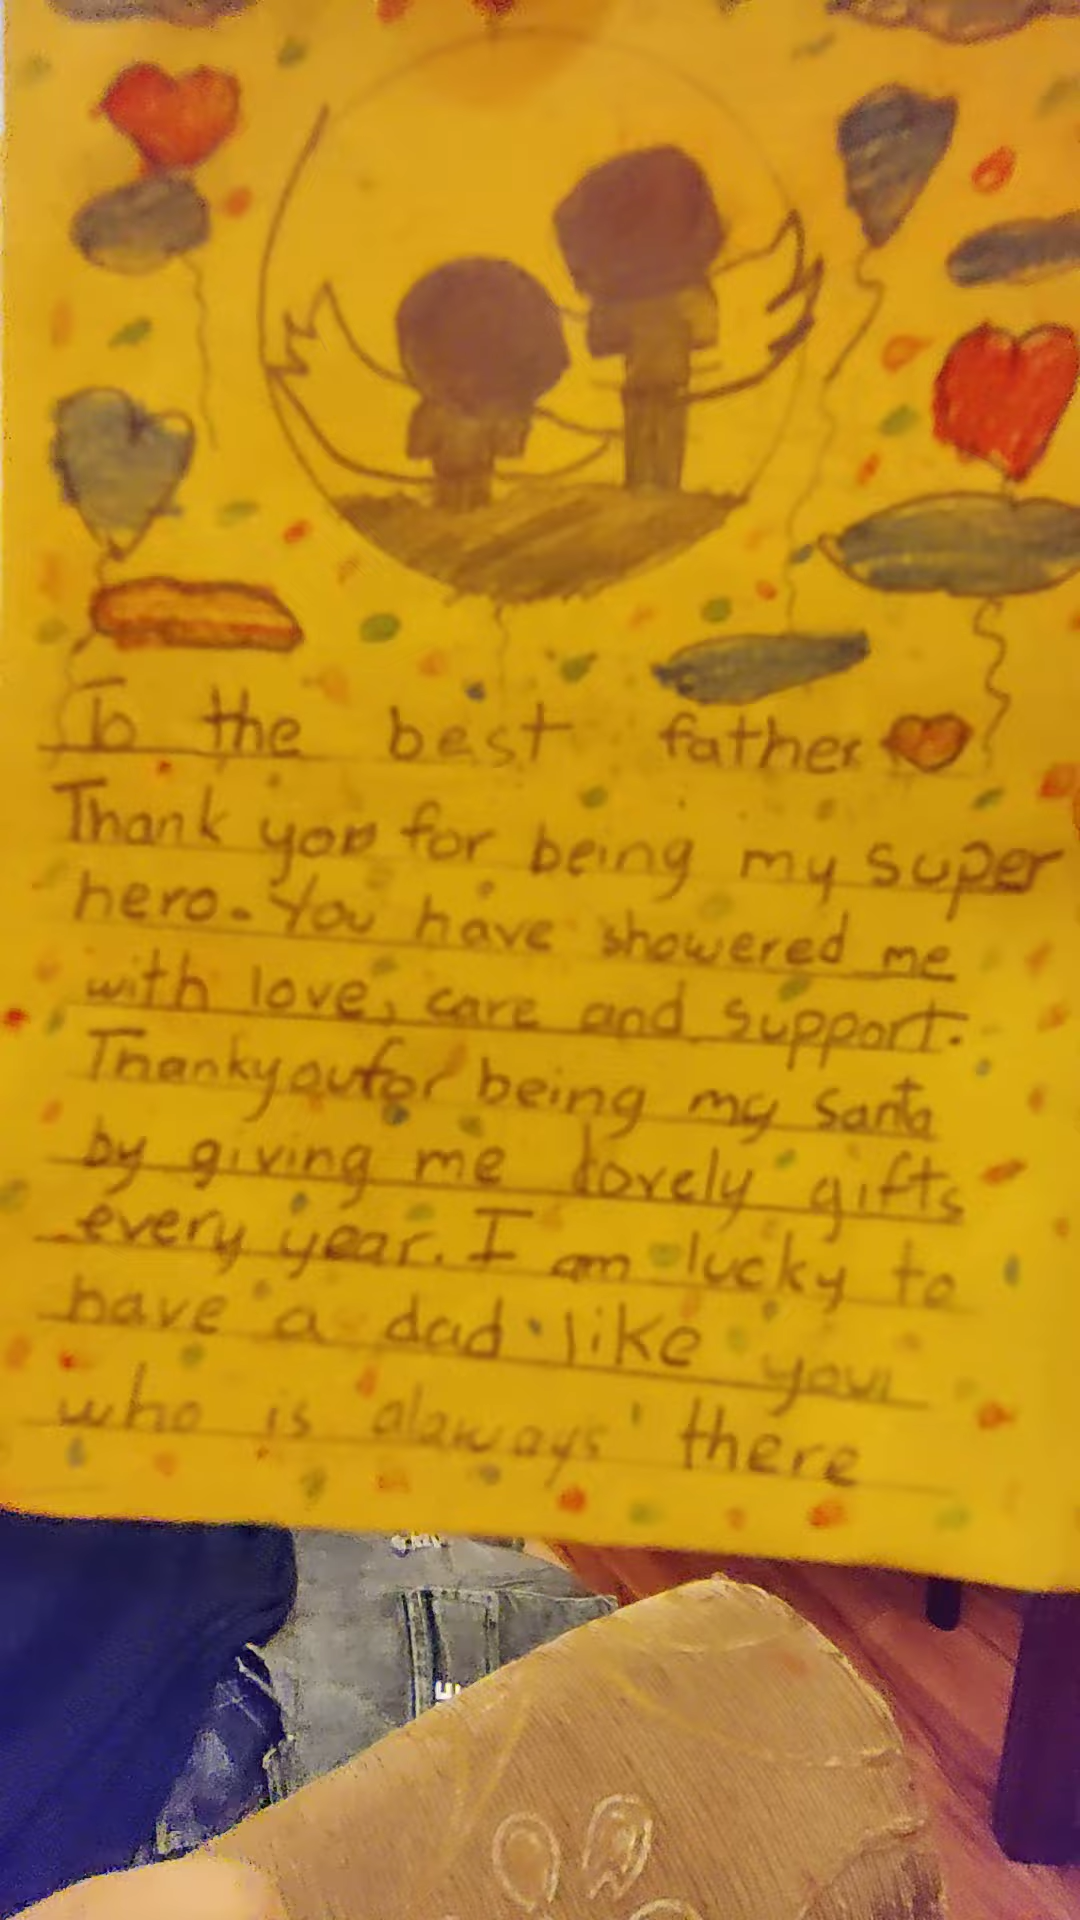 To the best father
Thank you for being my super
hero. You have showered me
with love, care and support.
Thankyoufor being my santa
by giving me lovely gifts
every year. I am lucky to
have a dad like you
who is alaways there